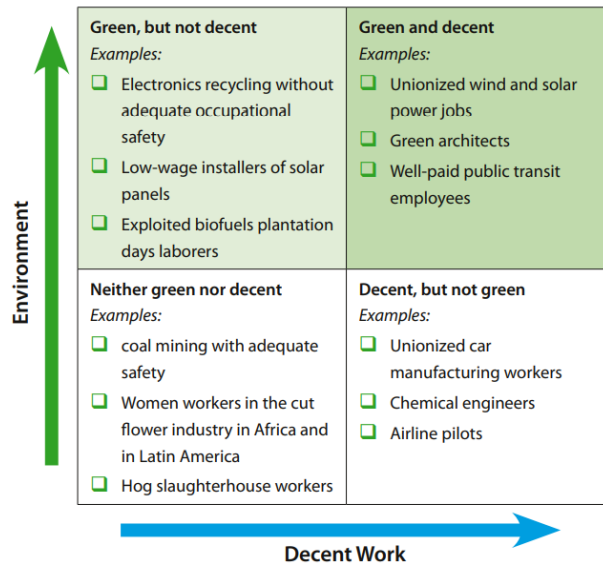 Environment
Green, but not decent
Examples:
Electronics recycling without
adequate occupational
safety
Low-wage installers of solar
panels
Exploited biofuels plantation
days laborers
Green and decent
Examples:
Unionized wind and solar
power jobs
Green architects
Well-paid public transit
employees
Neither green nor decent
Examples:
coal mining with adequate
safety
Women workers in the cut
flower industry in Africa and
in Latin America
Hog slaughterhouse workers
Decent, but not green
Examples:
Unionized car
manufacturing workers
Chemical engineers
Airline pilots
Decent Work